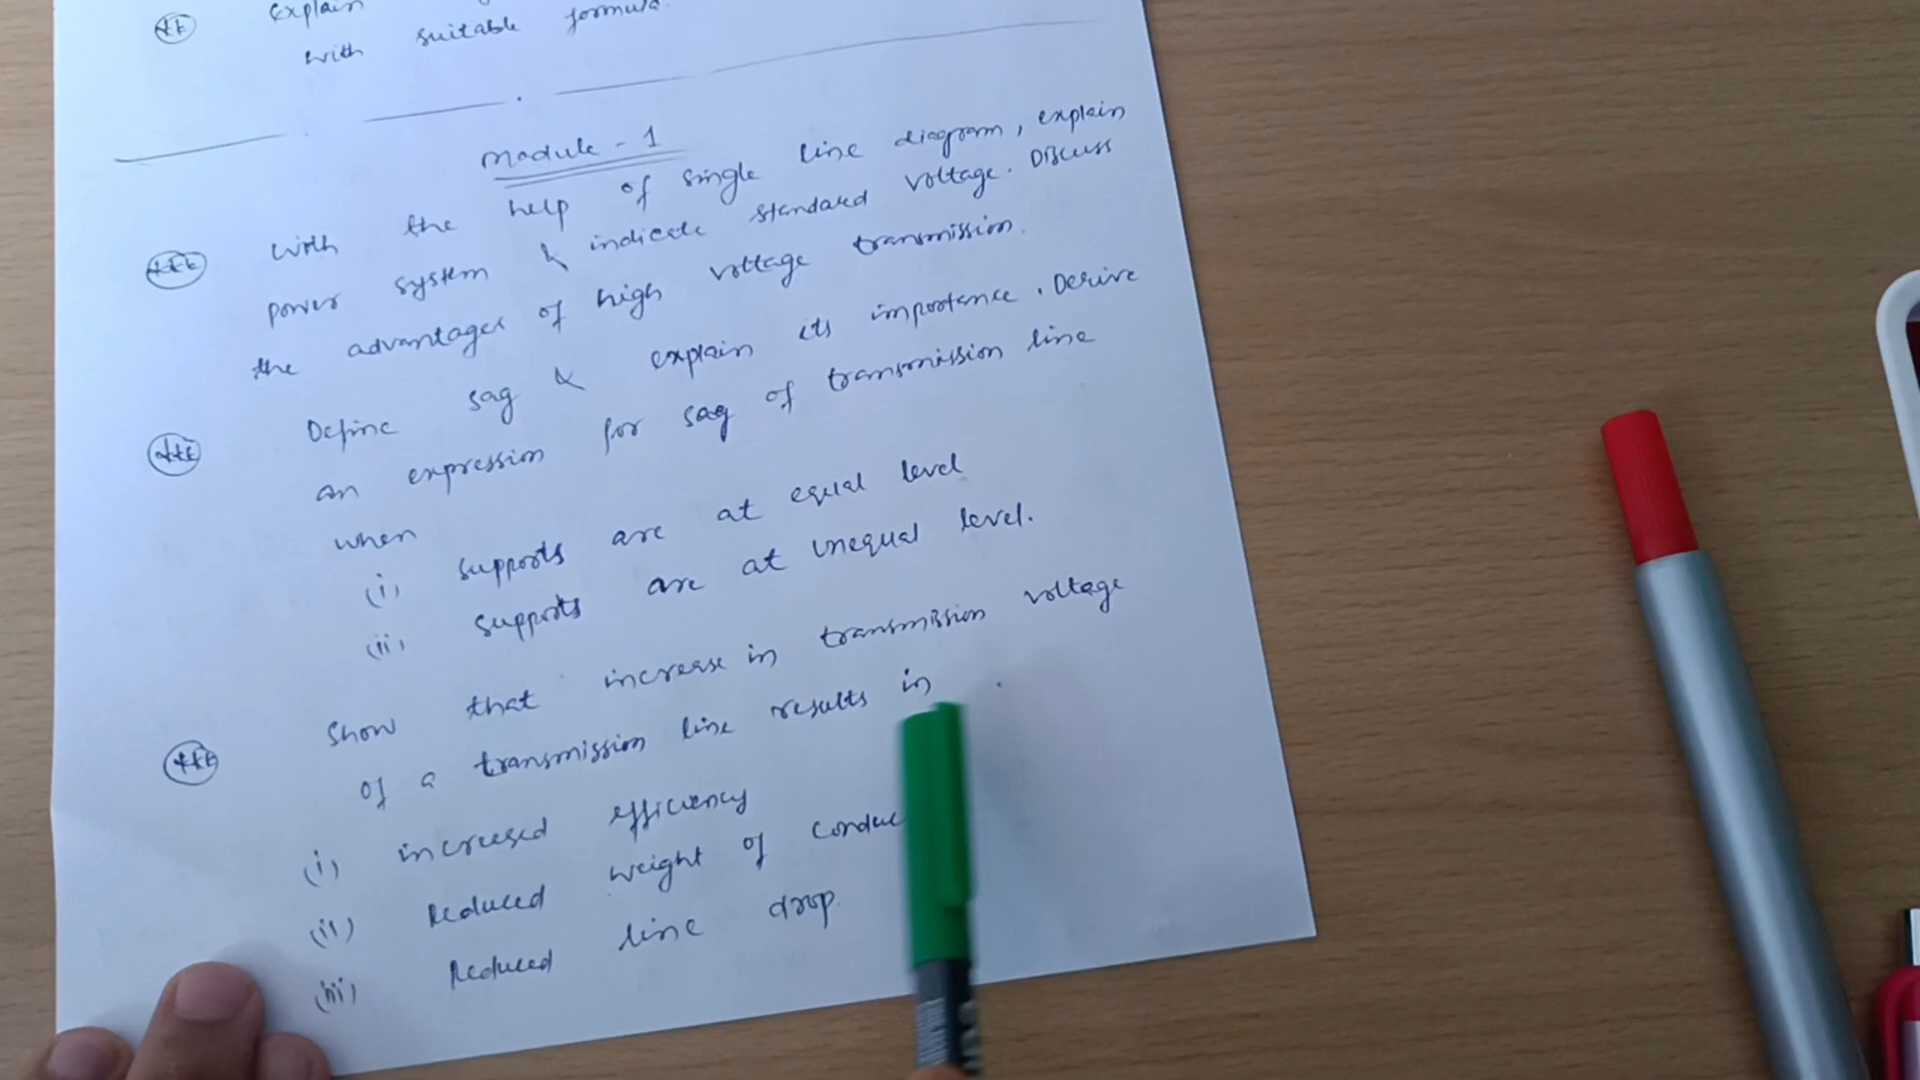 explain
with suitable formula.
Module - 1
with the help of single line diagram, explain
power system & indicate standard voltage. Discuss
the advantages of high voltage transmission.
Define sag & explain its importance. Derive
an expression for sag of transmission line
when
(i) supports are at equal level
(ii) supports are at unequal level.
Show that increase in transmission voltage
of a transmission line results in
(i) increased efficiency
(ii) Reduced weight of conduc
(iii) Reduced line drop